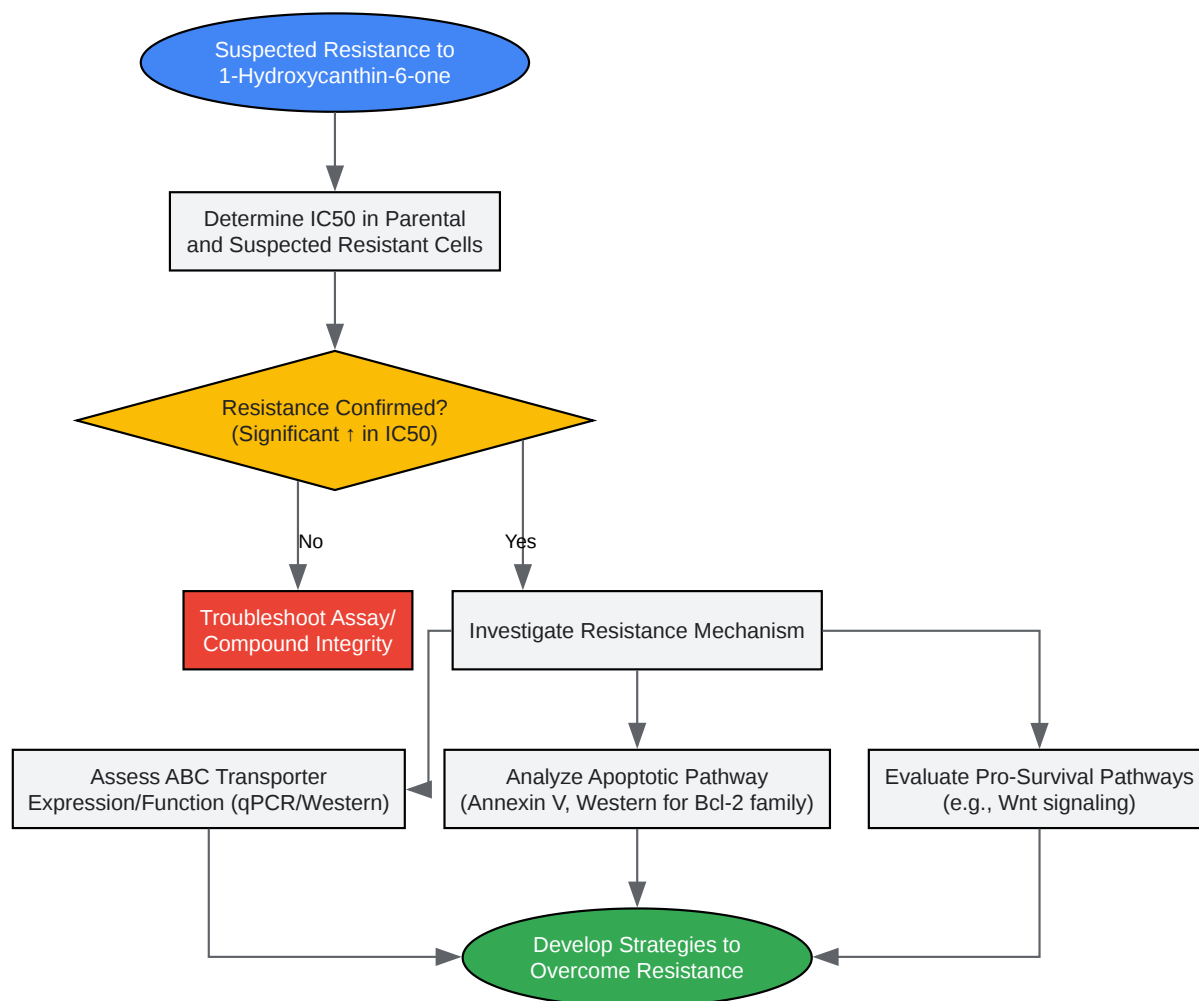 Suspected Resistance to
1-Hydroxycanthin-6-one
Determine IC50 in Parental
and Suspected Resistant Cells
Resistance Confirmed?
(Significant ↑ in IC50)
No
Yes
Troubleshoot Assay/
Compound Integrity
Investigate Resistance Mechanism
Assess ABC Transporter
Expression/Function (qPCR/Western)
Analyze Apoptotic Pathway
(Annexin V, Western for Bcl-2 family)
Evaluate Pro-Survival Pathways
(e.g., Wnt signaling)
Develop Strategies to
Overcome Resistance